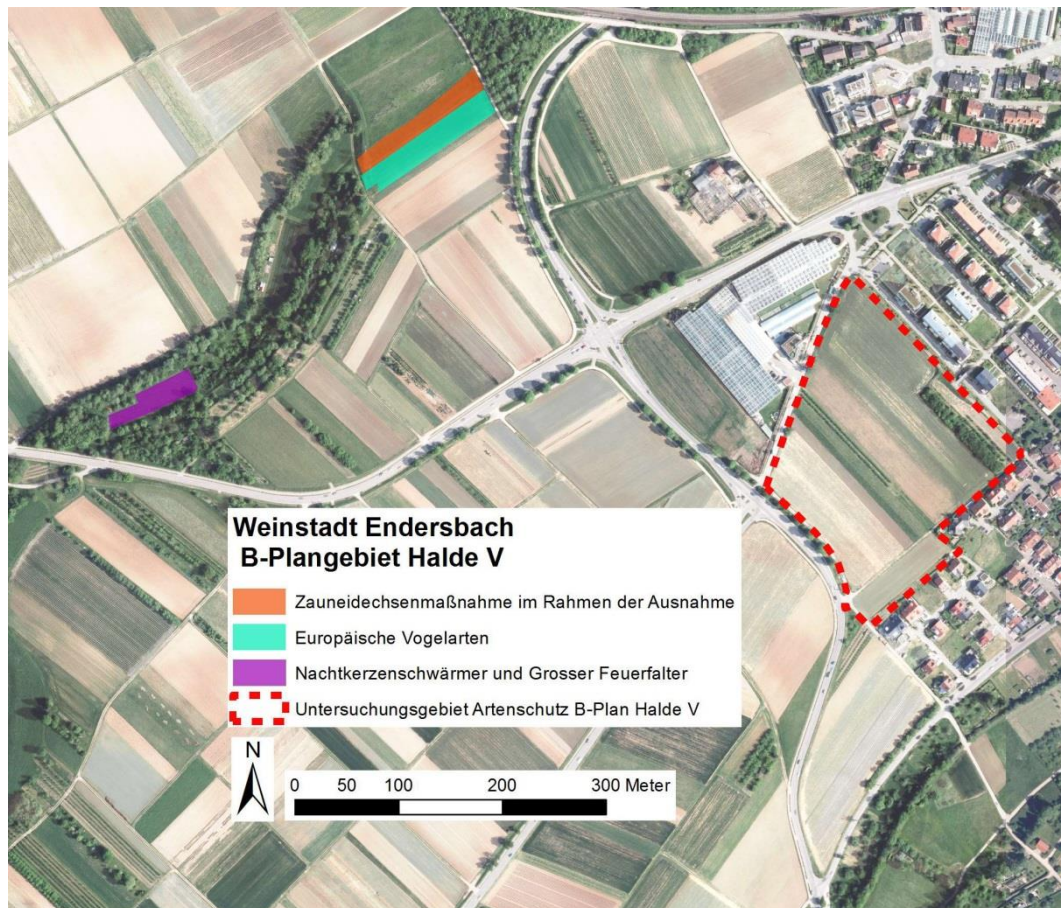 Weinstadt Endersbach
B-Plangebiet Halde V
Zauneidechsenmaßnahme im Rahmen der Ausnahme
Europäische Vogelarten
Nachtkerzenschwärmer und Grosser Feuerfalter
Untersuchungsgebiet Artenschutz B-Plan Halde V
N
0 50 100 200 300 Meter